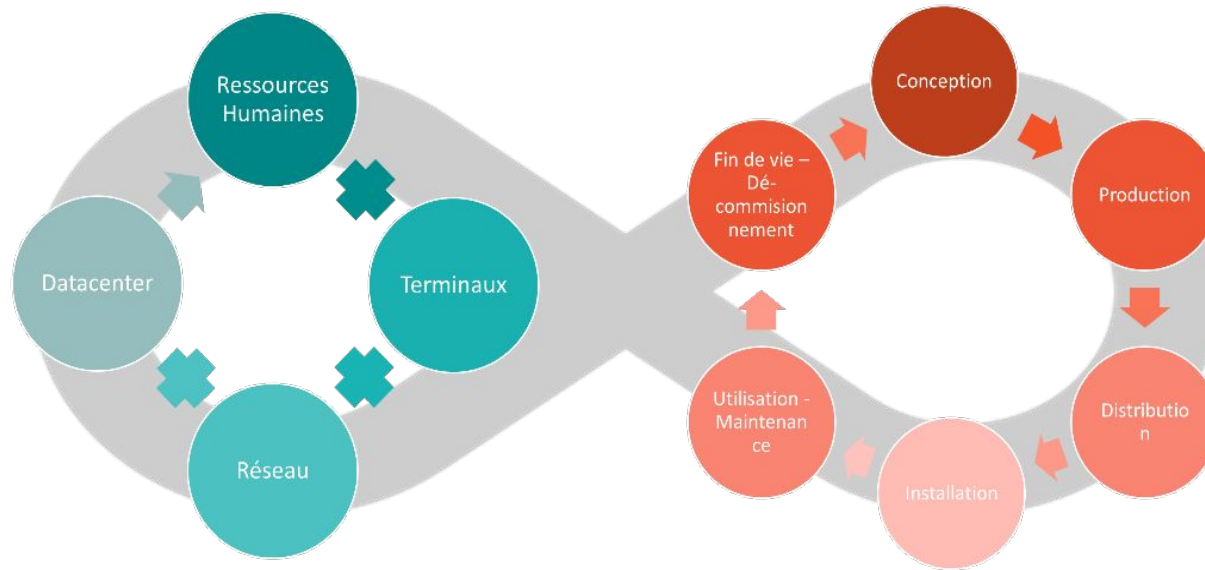 Ressources
Humaines
Terminaux
Réseau
Datacenter
Conception
Production
Distributio
n
Installation
Utilisation -
Maintenan
ce
Fin de vie –
Dé-
commision
nement